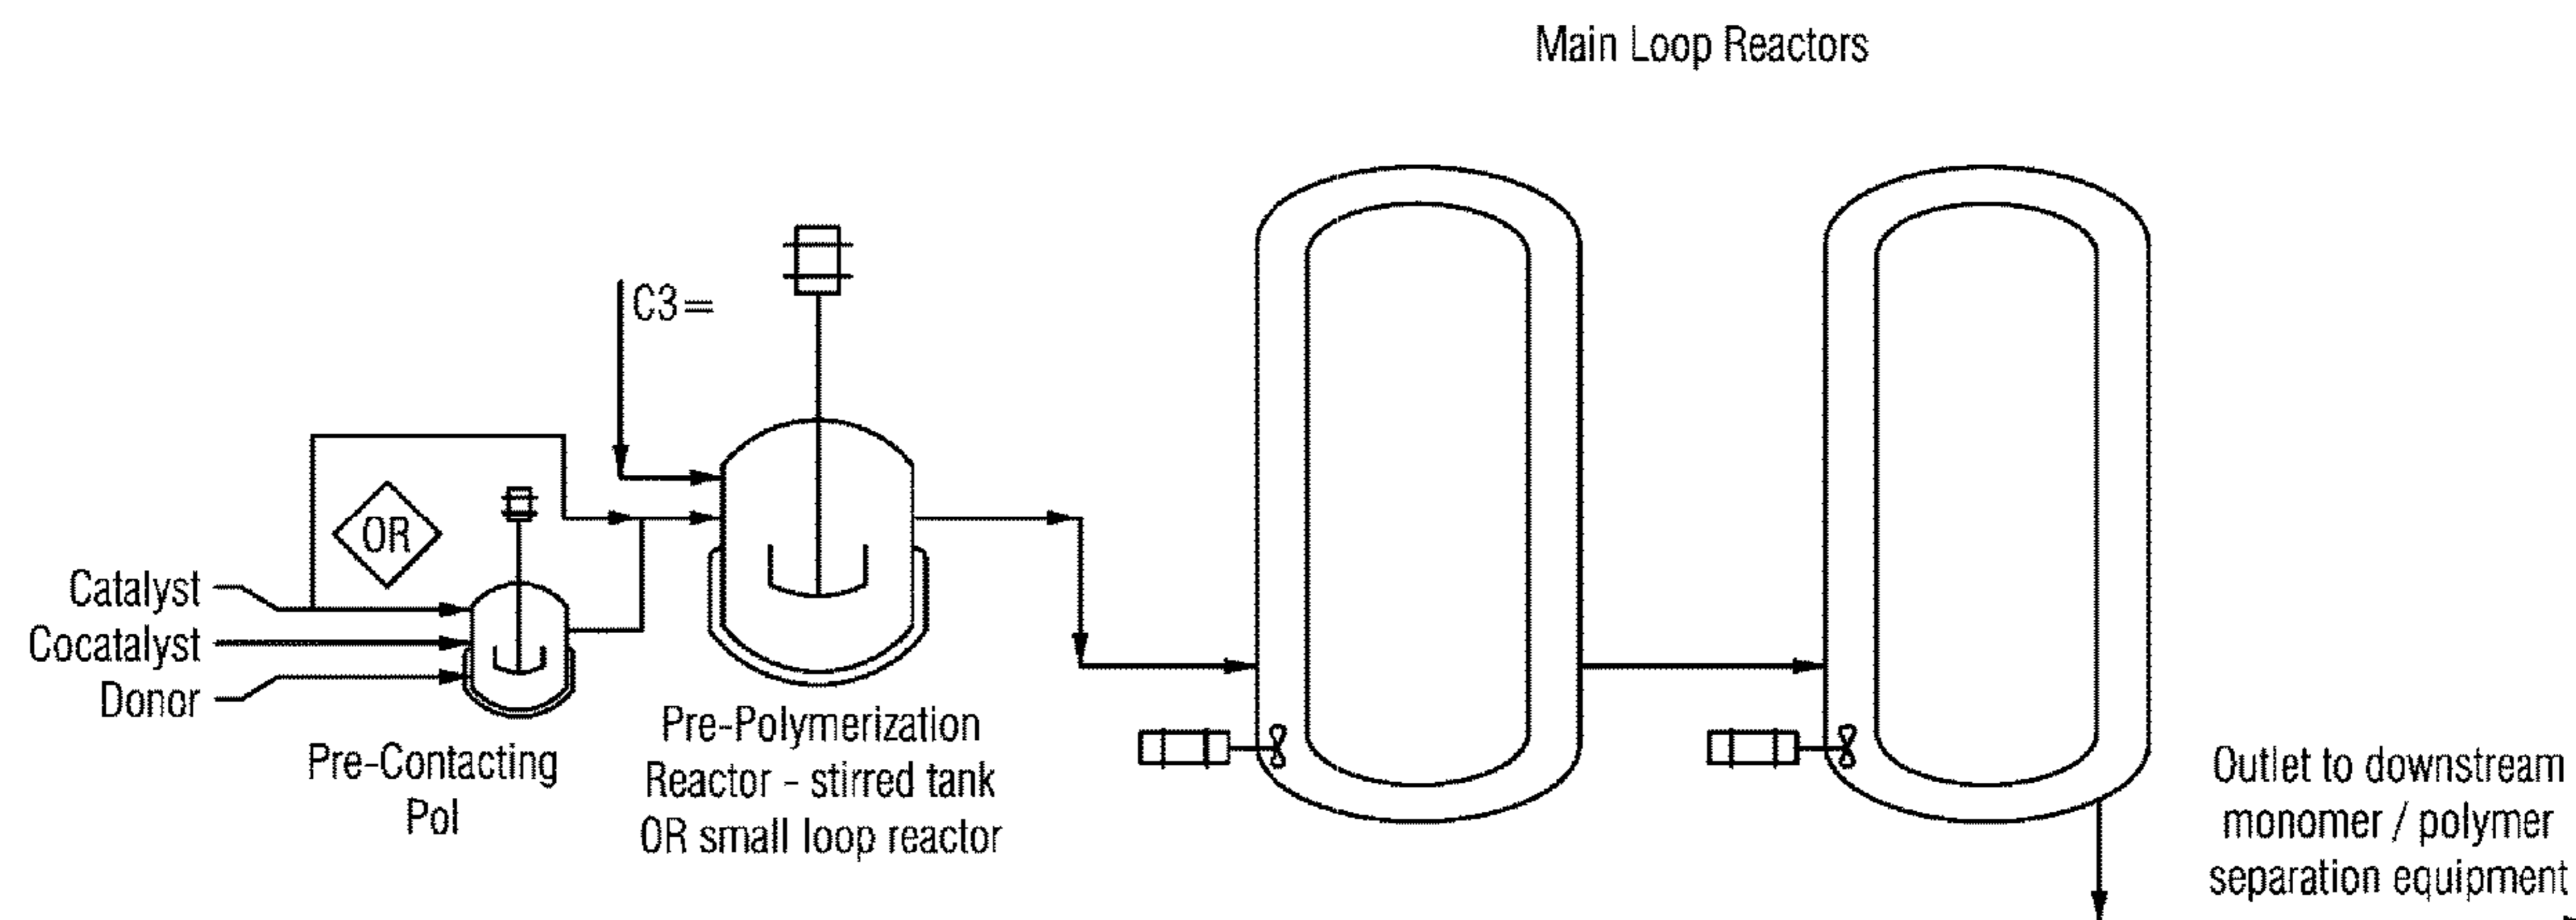 Main Loop Reactors
C3=
OR
Catalyst
Cocatalyst
Donor
Pre-Contacting
Pol
Pre-Polymerization
Reactor - stirred tank
OR small loop reactor
Outlet to downstream
monomer / polymer
separation equipment